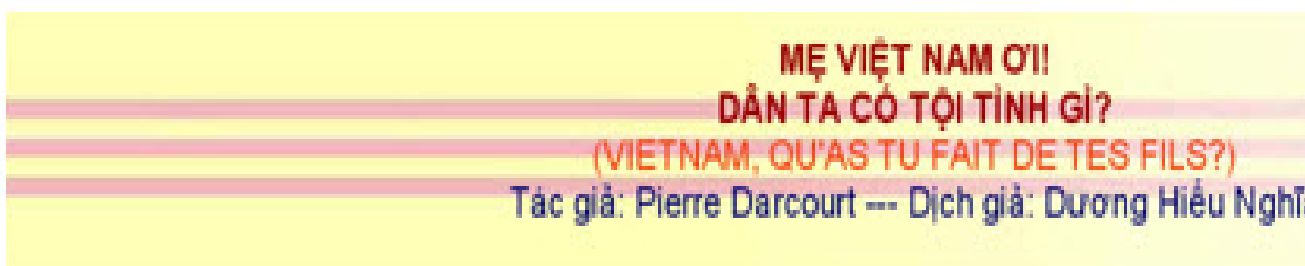 MẸ VIỆT NAM ƠI!
DÂN TA CÓ TỘI TÌNH GÌ?
(VIETNAM, QU'AS TU FAIT DE TES FILS?)
Tác giả: Pierre Darcourt --- Dịch giả: Dương Hiếu Nghĩa